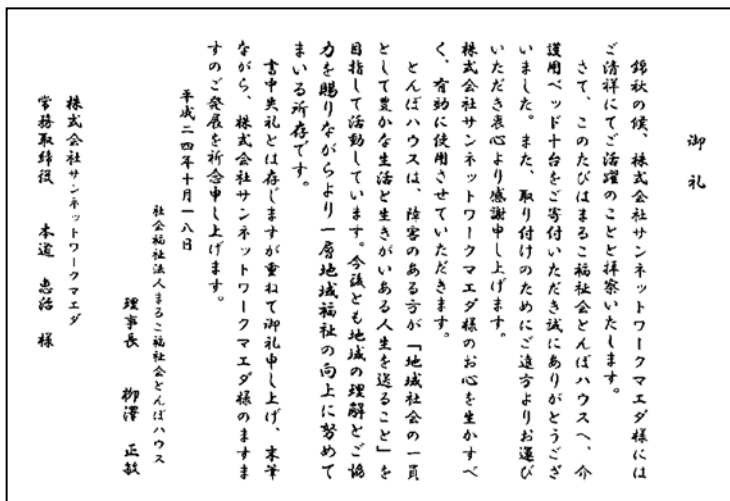 御礼
錦秋の候、株式会社サンネットワークマエダ様には
ご清祥にてご活躍のことと拝察いたします。
さて、このたびはまるこ福祉会とんぼハウスへ、介
護用ベッド十台をご寄付いただき誠にありがとうござ
いました。また、取り付けのためにご遠方よりお運び
いただき衷心より感謝申し上げます。
株式会社サンネットワークマエダ様のお心を生かすべ
く、有効に使用させていただきます。
とんぼハウスは、障害のある方が「地域社会の一員
として豊かな生活と生きがいある人生を送ること」を
目指して活動しています。今後とも地域の理解とご協
力を賜りながらより一層地域福祉の向上に努めて
まいる所存です。
書中失礼とは存じますが重ねて御礼申し上げ、末筆
ながら、株式会社サンネットワークマエダ様のますま
すのご発展を祈念申し上げます。
平成二四年十月一八日
社会福祉法人まるこ福祉会とんぼハウス
理事長 柳澤 正敏
株式会社サンネットワークマエダ
常務取締役 本道 惠治 様